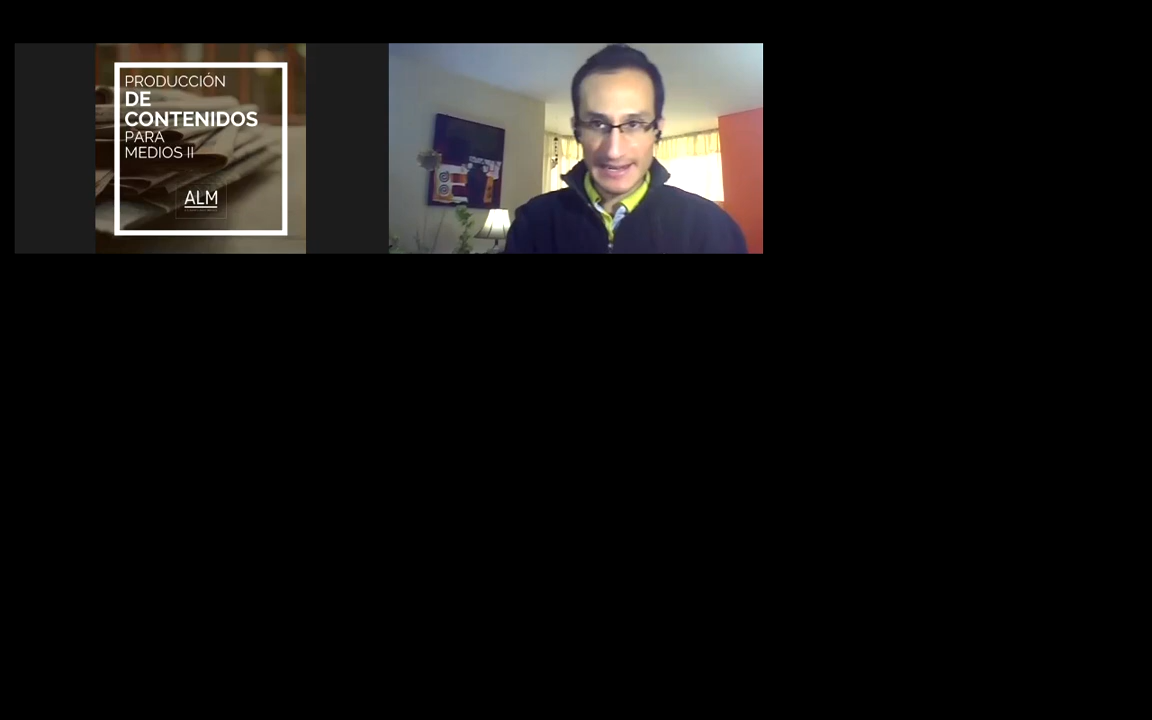 PRODUCCIÓN
DE
CONTENIDOS
PARA
MEDIOS II
ALM